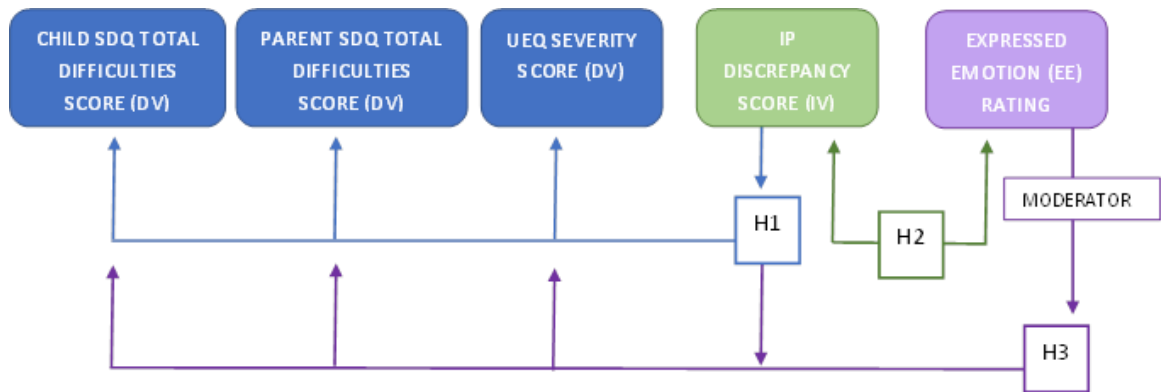 CHILD SDQ TOTAL
DIFFICULTIES
SCORE (DV)
PARENT SDQ TOTAL
DIFFICULTIES
SCORE (DV)
UEQ SEVERITY
SCORE (DV)
IP
DISCREPANCY
SCORE (IV)
EXPRESSED
EMOTION (EE)
RATING
MODERATOR
H1
H2
H3